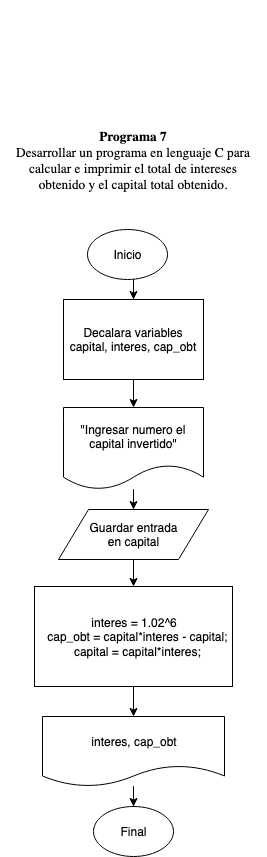 Programa 7
Desarrollar un programa en lenguaje C para
calcular e imprimir el total de intereses
obtenido y el capital total obtenido.
Inicio
Decalara variables
capital, interes, cap_obt
"Ingresar numero el
capital invertido"
Guardar entrada
en capital
interes = 1.02^6
cap_obt = capital*interes - capital;
capital = capital*interes;
interes, cap_obt
Final